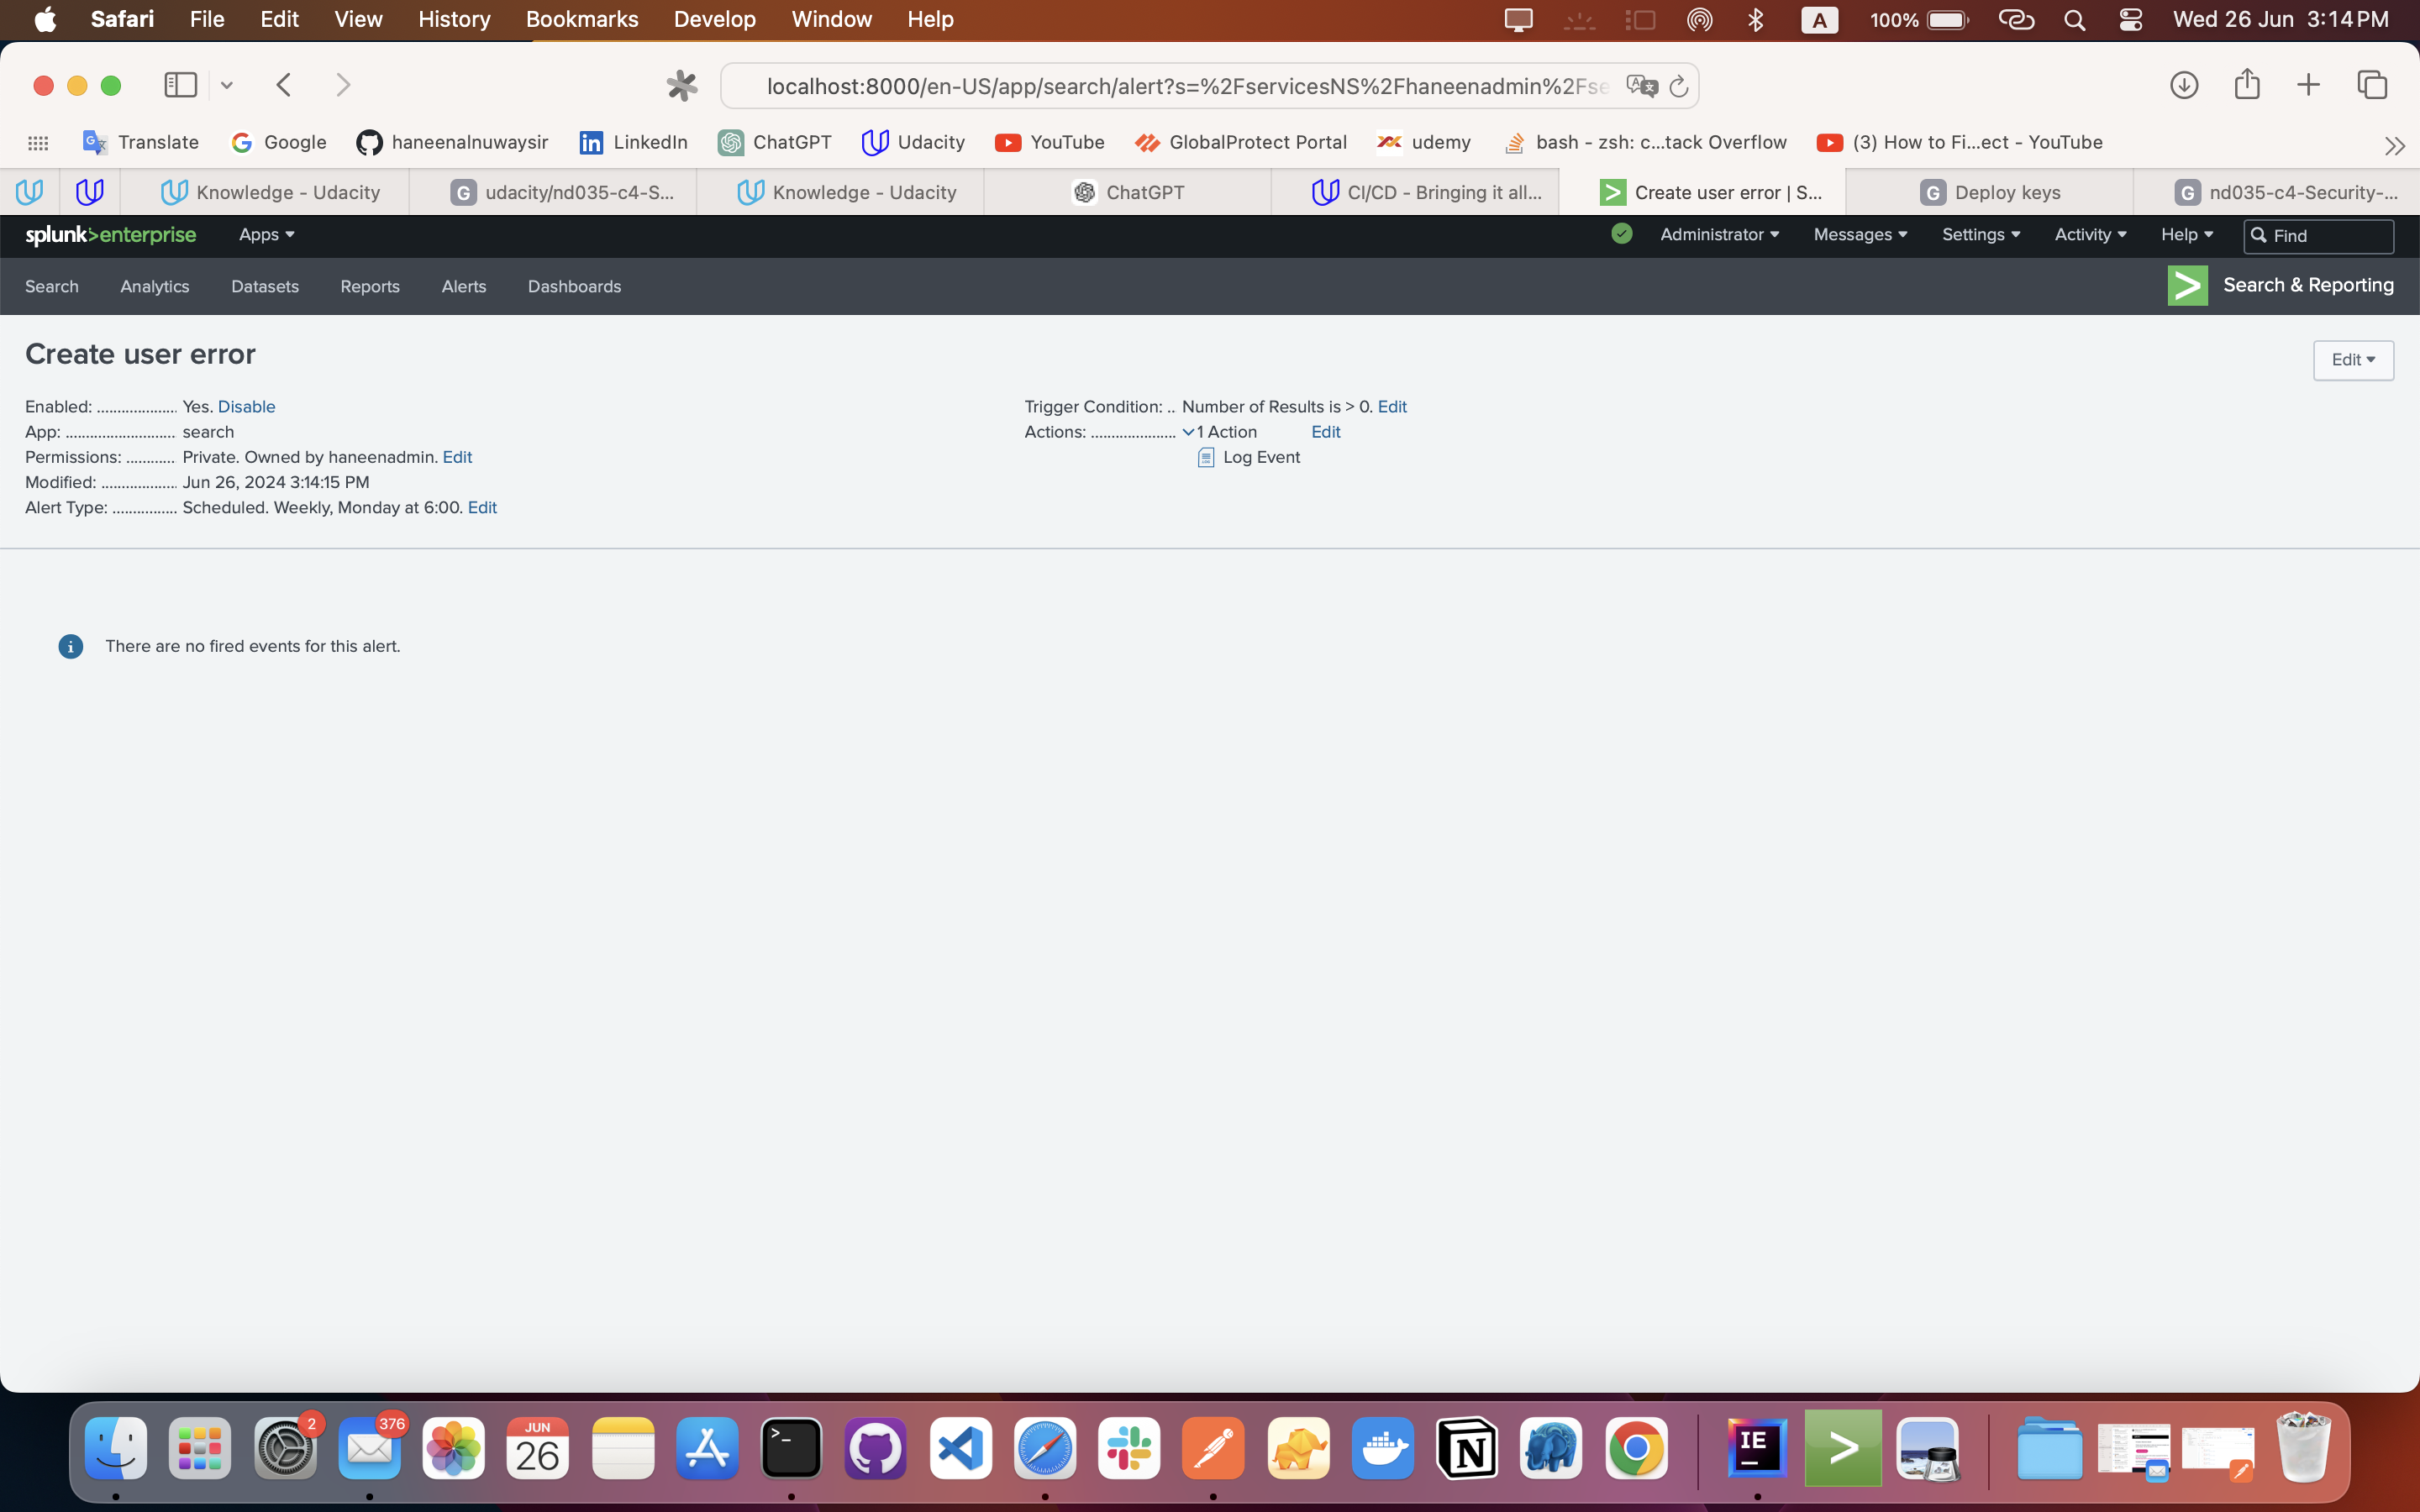 Safari File Edit View History Bookmarks Develop Window Help A 100% Wed 26 Jun 3:14 PM
localhost:8000/en-US/app/search/alert?s=%2FservicesNS%2Fhaneenadmin%2Fse
Translate Google haneenalnuwaysir LinkedIn ChatGPT Udacity YouTube GlobalProtect Portal udemy bash - zsh: c...tack Overflow (3) How to Fi...ect - YouTube
Knowledge - Udacity G udacity/nd035-c4-S... Knowledge - Udacity ChatGPT CI/CD - Bringing it all... Create user error | S... G Deploy keys G nd035-c4-Security-...
splunk>enterprise Apps Administrator Messages Settings Activity Help Find
Search Analytics Datasets Reports Alerts Dashboards Search & Reporting
Create user error Edit
Enabled: .................... Yes. Disable
App: ........................... search
Permissions: ............ Private. Owned by haneenadmin. Edit
Modified: ................... Jun 26, 2024 3:14:15 PM
Alert Type: ................ Scheduled. Weekly, Monday at 6:00. Edit
Trigger Condition: .. Number of Results is > 0. Edit
Actions: ..................... 1 Action Edit
Log Event
There are no fired events for this alert.
2 376 JUN 26 >_ N IE